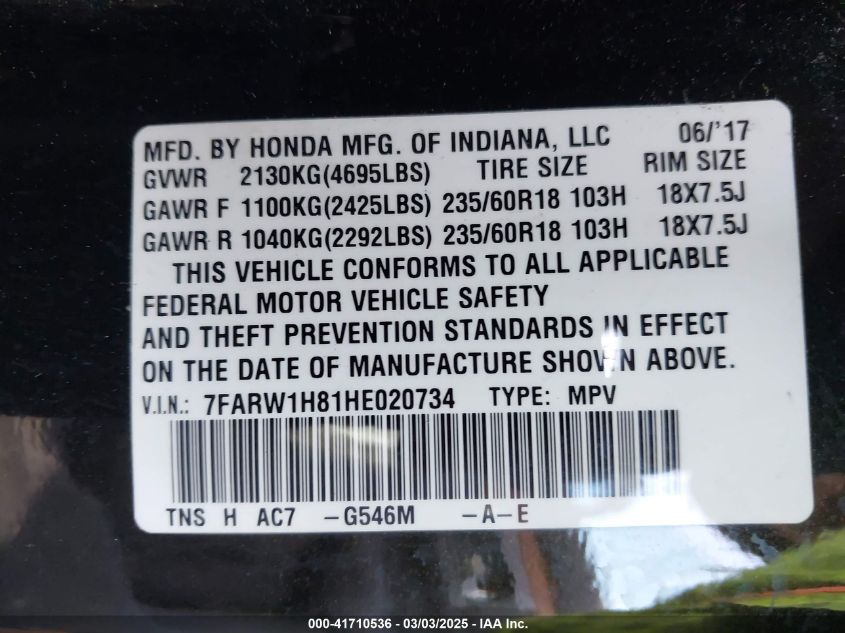 MFD. BY HONDA MFG. OF INDIANA, LLC 06/'17
GVWR 2130KG(4695LBS) TIRE SIZE RIM SIZE
GAWR F 1100KG(2425LBS) 235/60R18 103H 18X7.5J
GAWR R 1040KG(2292LBS) 235/60R18 103H 18X7.5J
THIS VEHICLE CONFORMS TO ALL APPLICABLE
FEDERAL MOTOR VEHICLE SAFETY
AND THEFT PREVENTION STANDARDS IN EFFECT
ON THE DATE OF MANUFACTURE SHOWN ABOVE.
V.I.N.: 7FARW1H81HE020734 TYPE: MPV
TNS H AC7 -G546M -A-E
000-41710536 - 03/03/2025 - IAA Inc.